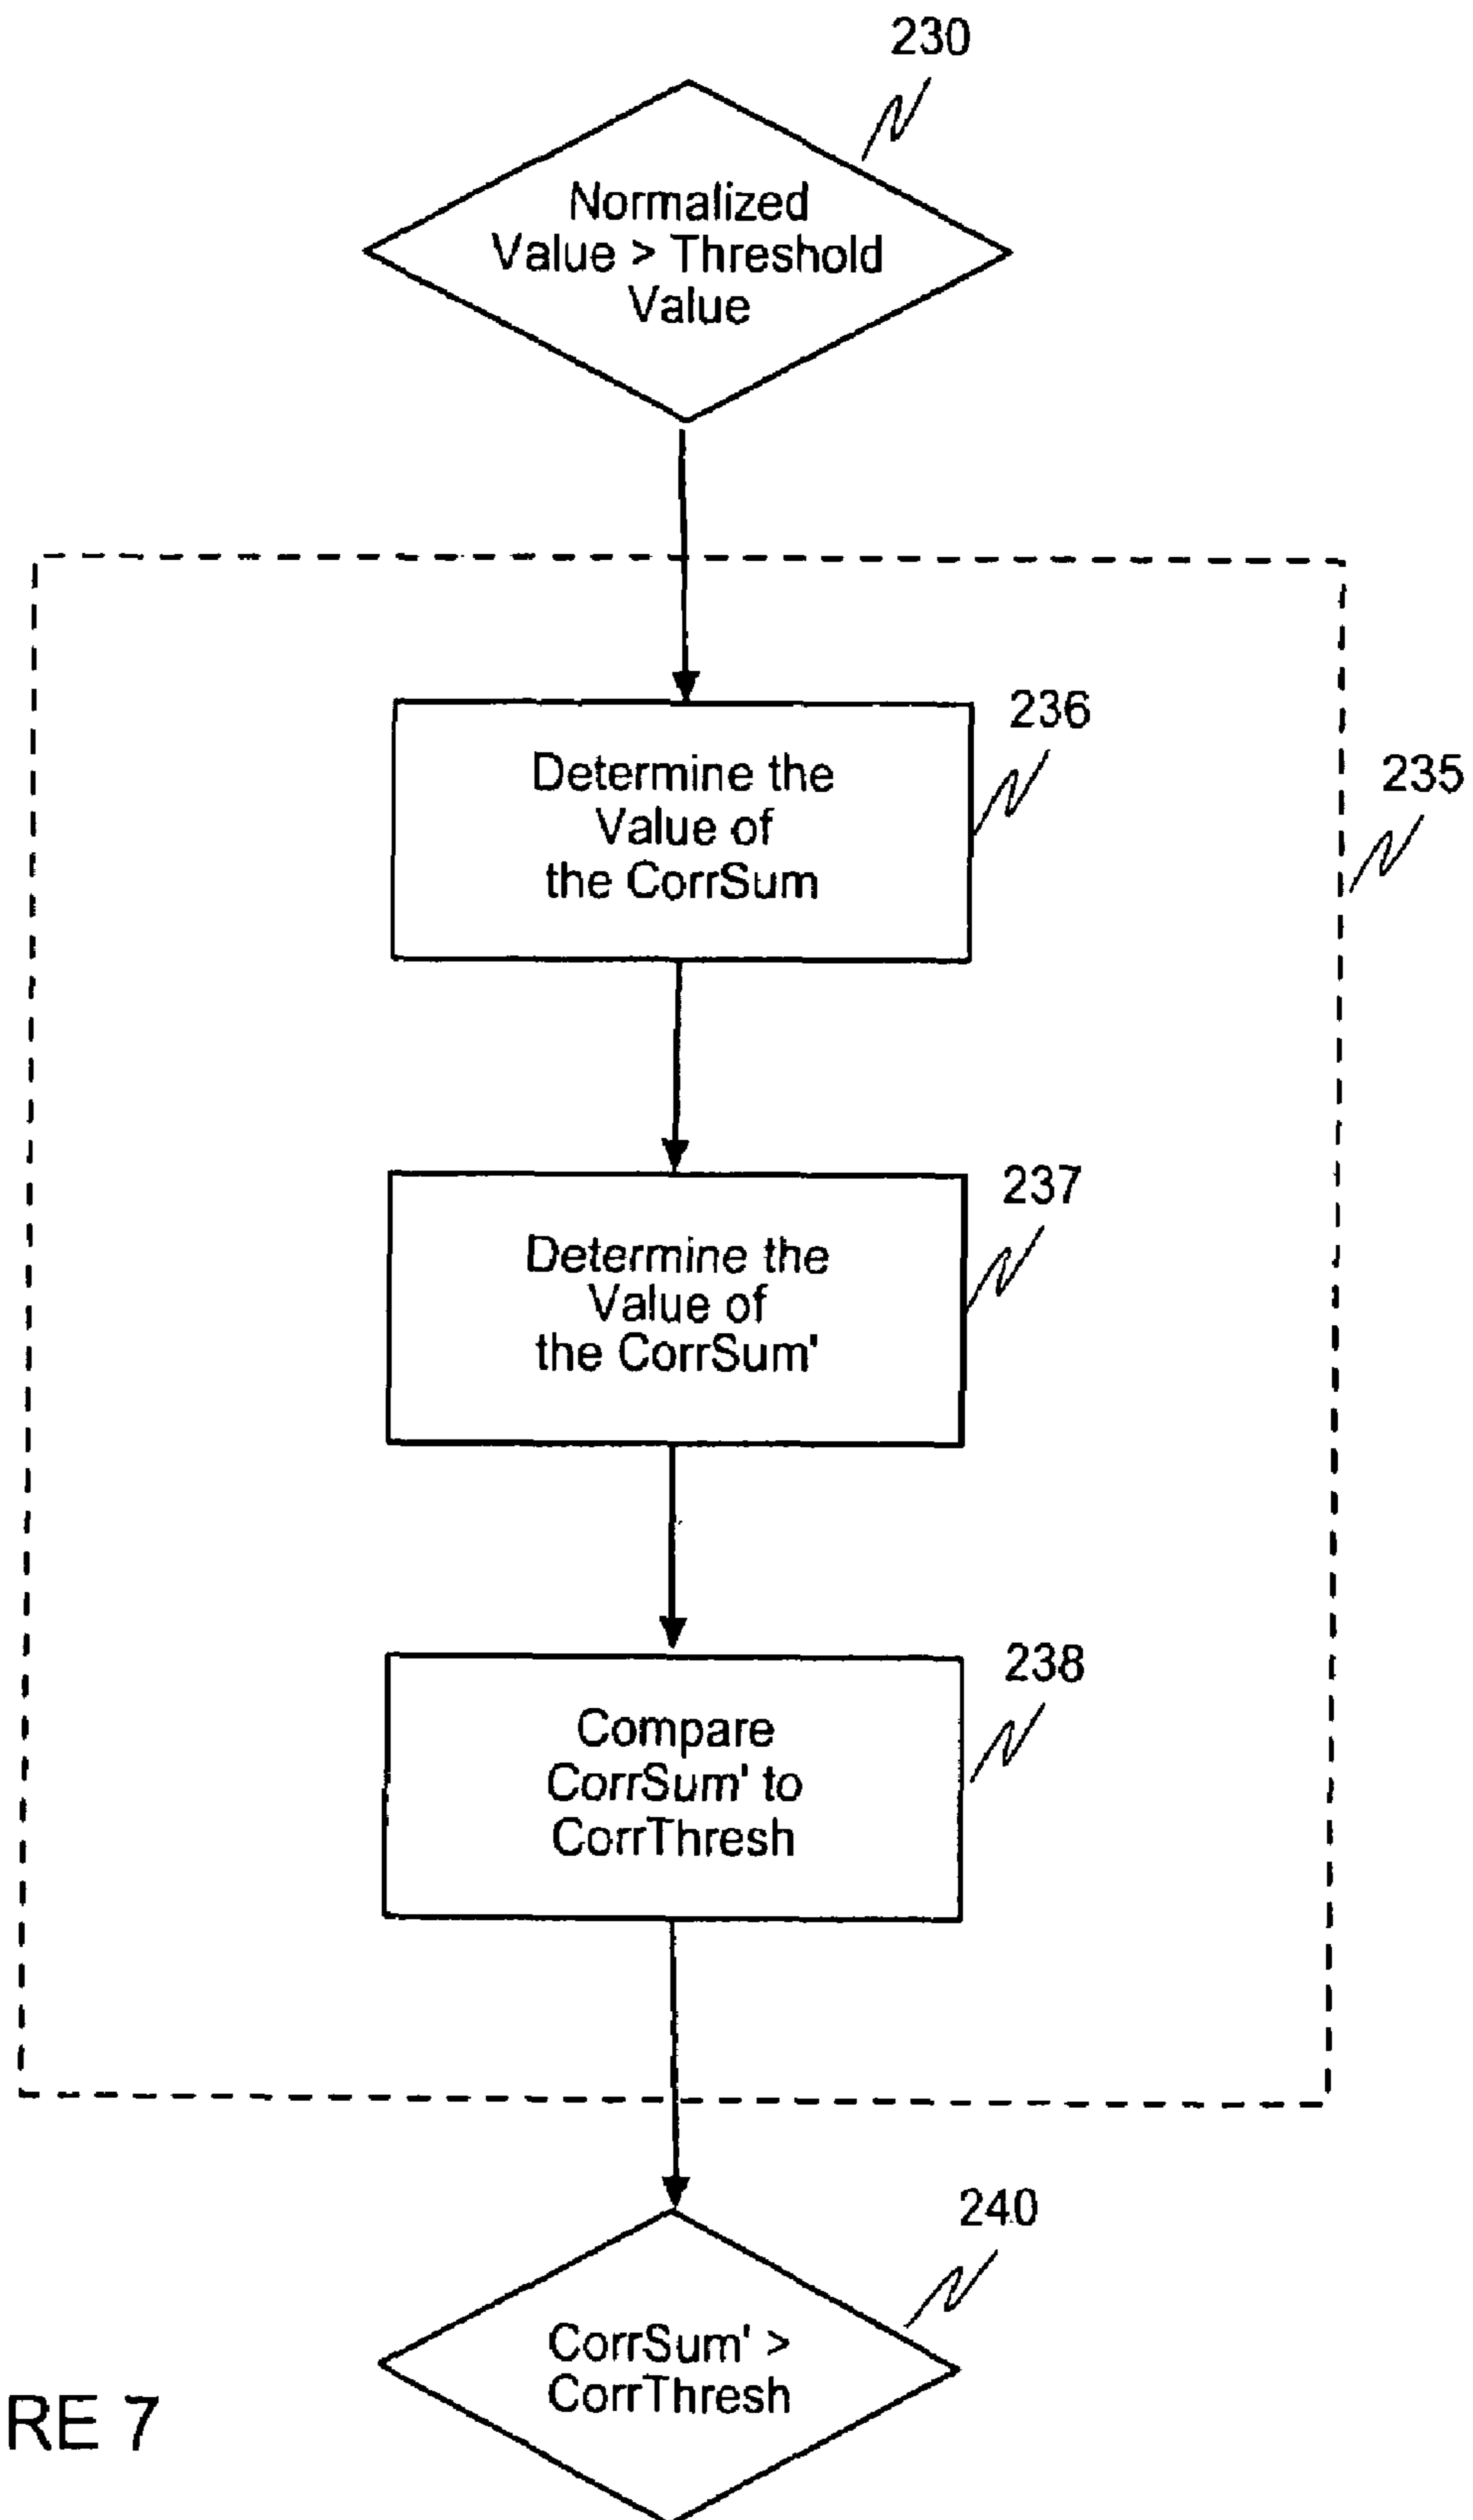 230
Normalized
Value > Threshold
Value
236
235
Determine the
Value of
the CorrSum
237
Determine the
Value of
the CorrSum'
238
Compare
CorrSum' to
CorrThresh
240
CorrSum' >
CorrThresh
RE 7